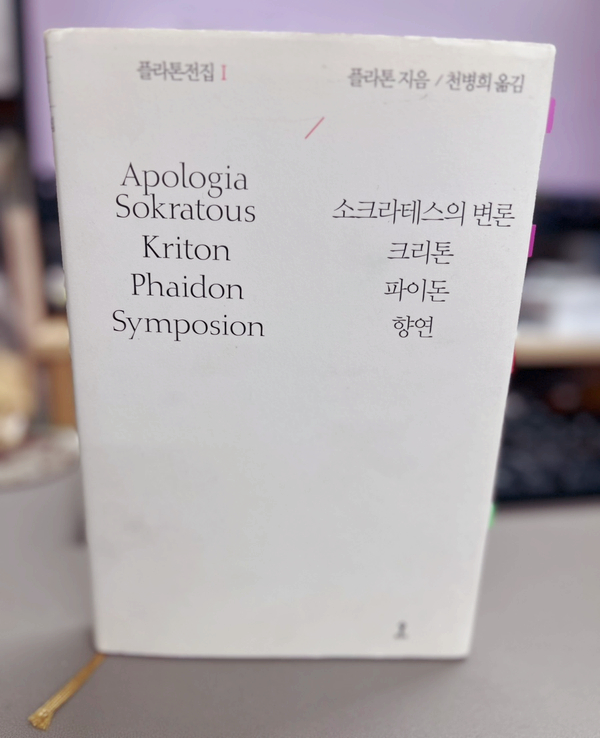 플라톤전집 I
플라톤 지음 / 천병희 옮김
Apologia
Sokratous
Kriton
Phaidon
Symposion
소크라테스의 변론
크리톤
파이돈
향연